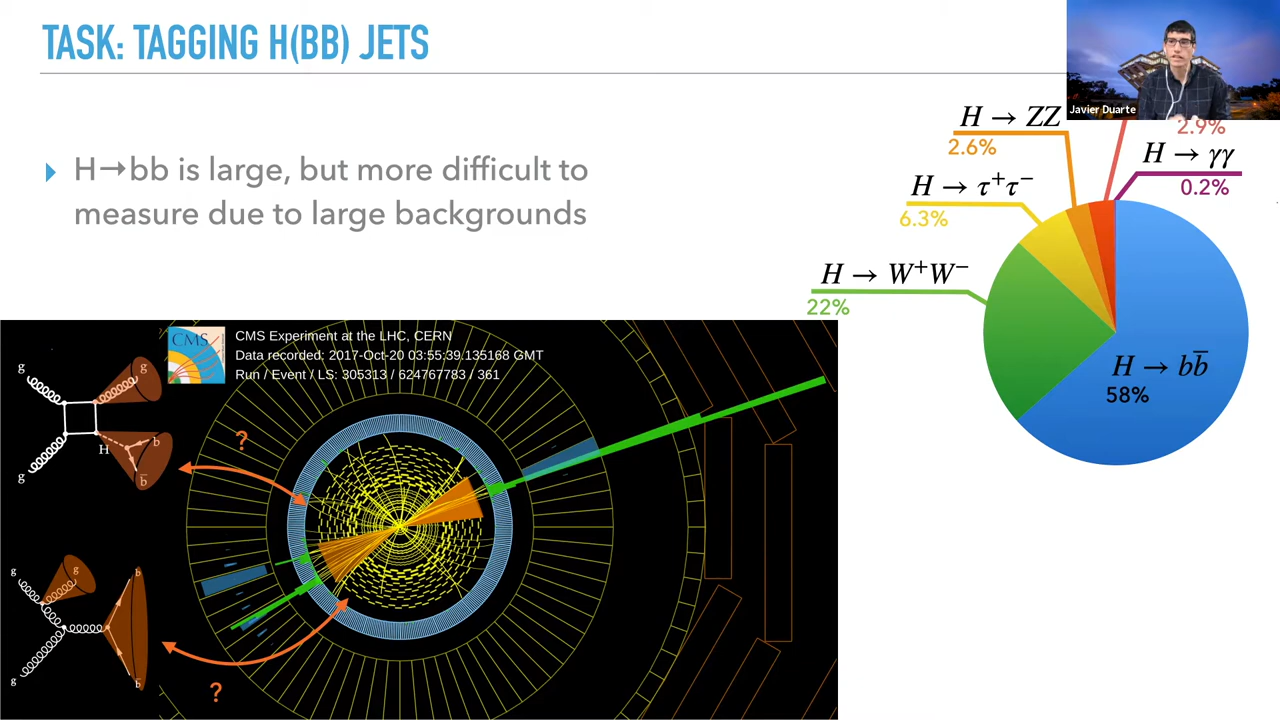 TASK: TAGGING H(BB) JETS
Javier Duarte
H → ZZ
2.6%
2.9%
H → γγ
0.2%
H → τ⁺τ⁻
6.3%
H→bb is large, but more difficult to
measure due to large backgrounds
H → W⁺W⁻
22%
H → bb̅
58%
CMS
CMS Experiment at the LHC, CERN
Data recorded: 2017-Oct-20 03:55:39.135168 GMT
Run / Event / LS: 305313 / 624767783 / 361
g
g
H
b
b̅
g
?
g
g
b
g
b̅
?